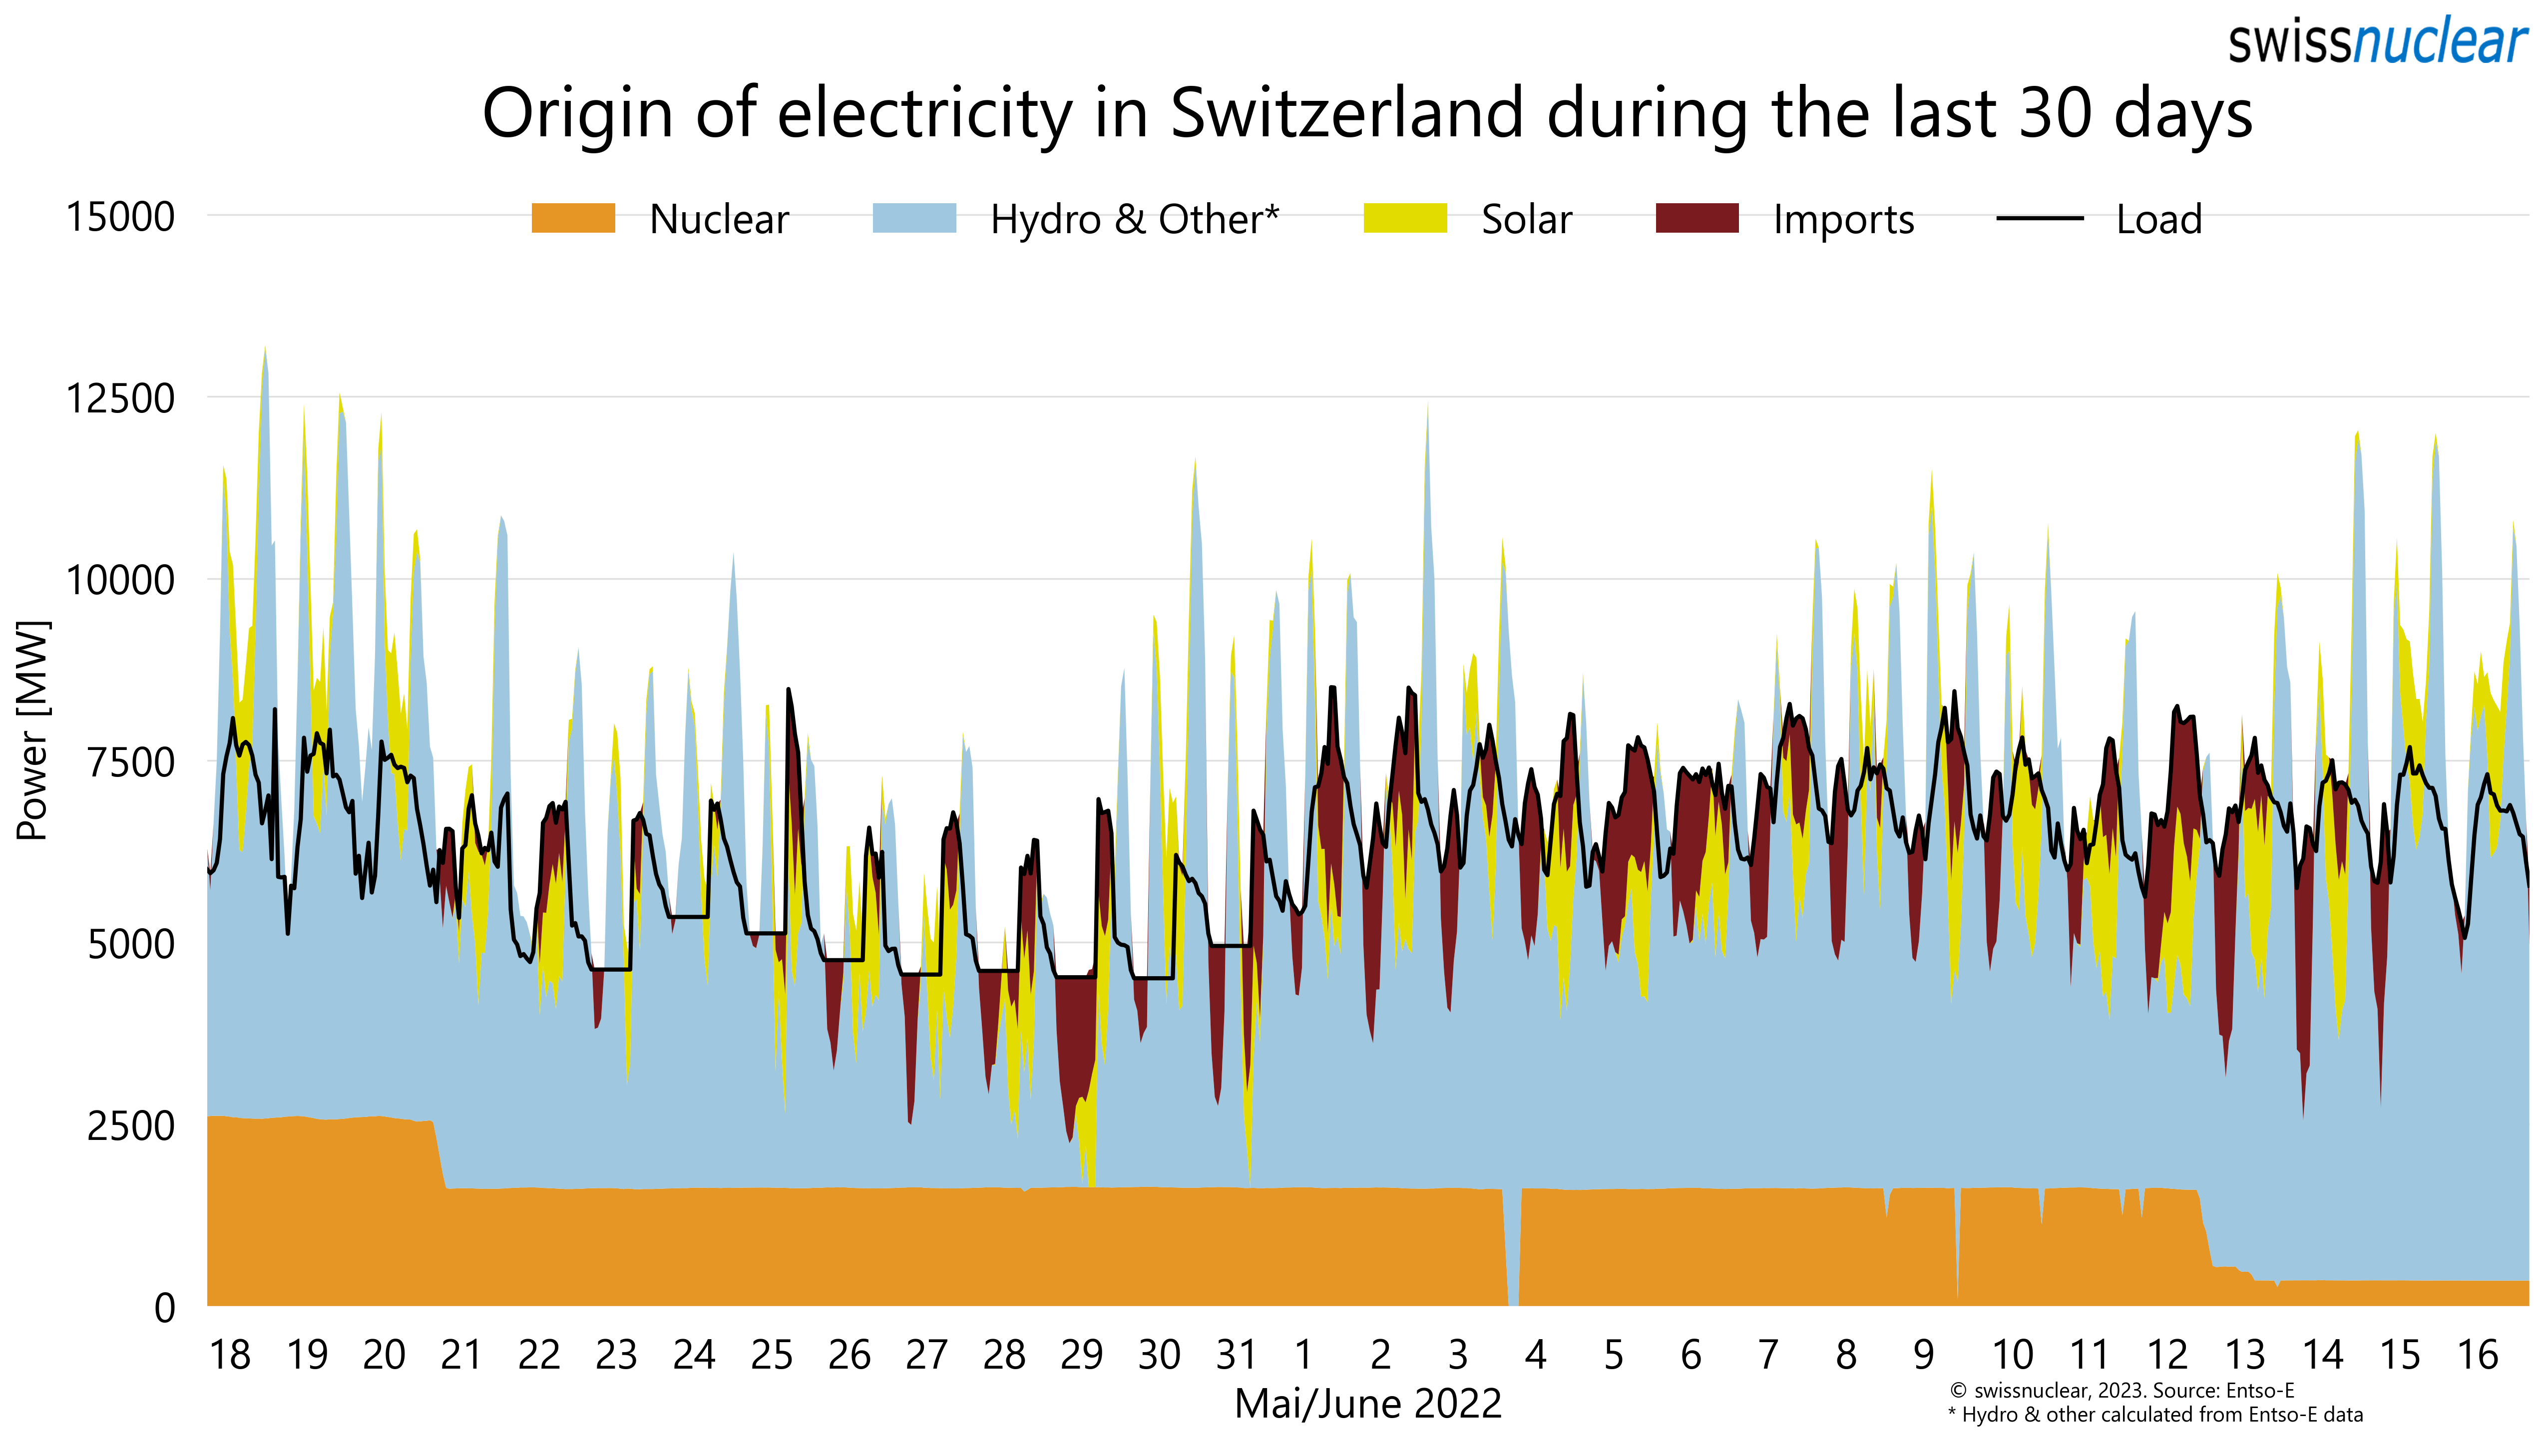 swissnuclear
Origin of electricity in Switzerland during the last 30 days
Nuclear Hydro & Other* Solar Imports Load
15000
12500
10000
7500
5000
2500
0
Power [MW]
18 19 20 21 22 23 24 25 26 27 28 29 30 31 1 2 3 4 5 6 7 8 9 10 11 12 13 14 15 16
Mai/June 2022
© swissnuclear, 2023. Source: Entso-E
* Hydro & other calculated from Entso-E data